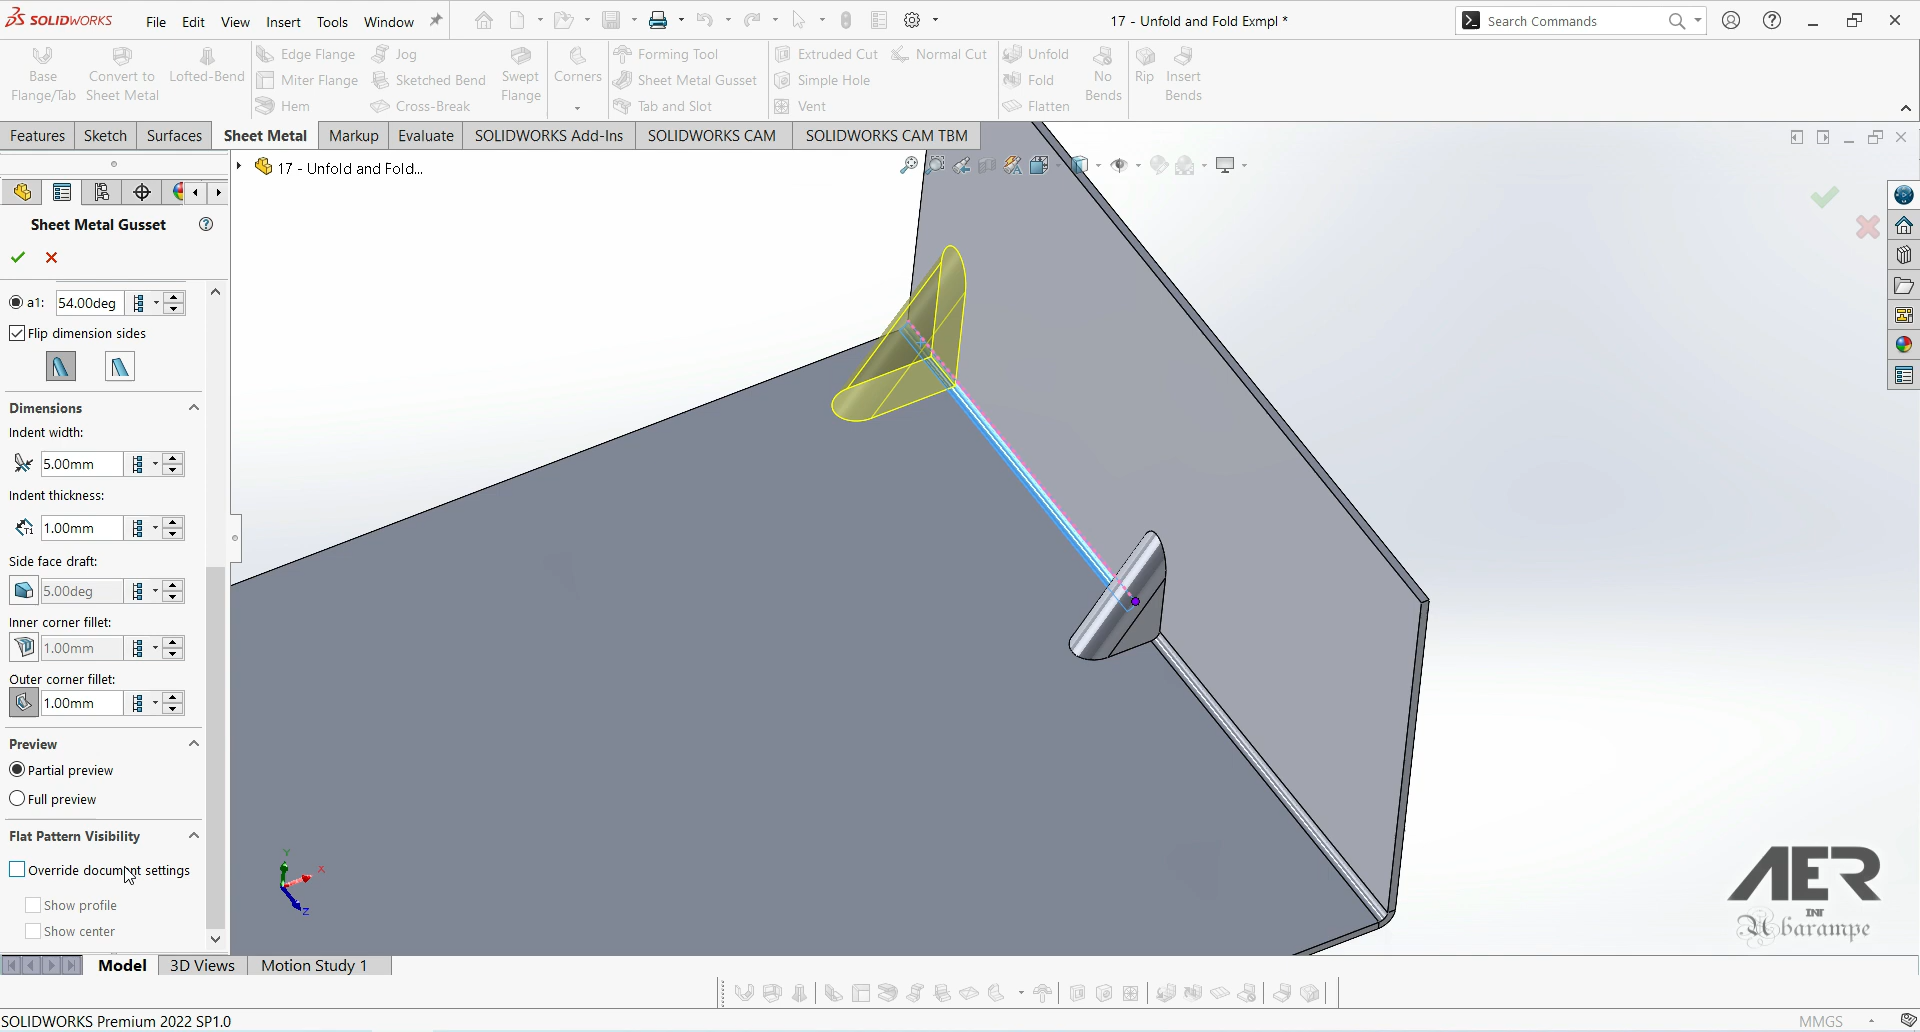 SOLIDWORKS File Edit View Insert Tools Window 17 - Unfold and Fold Exmpl * Search Commands
Base Flange/Tab
Convert to Sheet Metal
Lofted-Bend
Edge Flange
Miter Flange
Hem
Jog
Sketched Bend
Cross-Break
Swept Flange
Corners
Forming Tool
Sheet Metal Gusset
Tab and Slot
Extruded Cut
Simple Hole
Vent
Normal Cut
Unfold
Fold
Flatten
No Bends
Rip
Insert Bends
Features Sketch Surfaces Sheet Metal Markup Evaluate SOLIDWORKS Add-Ins SOLIDWORKS CAM SOLIDWORKS CAM TBM
17 - Unfold and Fold...
Sheet Metal Gusset
a1: 54.00deg
Flip dimension sides
Dimensions
Indent width:
5.00mm
Indent thickness:
T1 1.00mm
Side face draft:
5.00deg
Inner corner fillet:
1.00mm
Outer corner fillet:
1.00mm
Preview
Partial preview
Full preview
Flat Pattern Visibility
Override document settings
Show profile
Show center
Y
X
Z
AER
INT
Abarampe
Model 3D Views Motion Study 1
SOLIDWORKS Premium 2022 SP1.0 MMGS